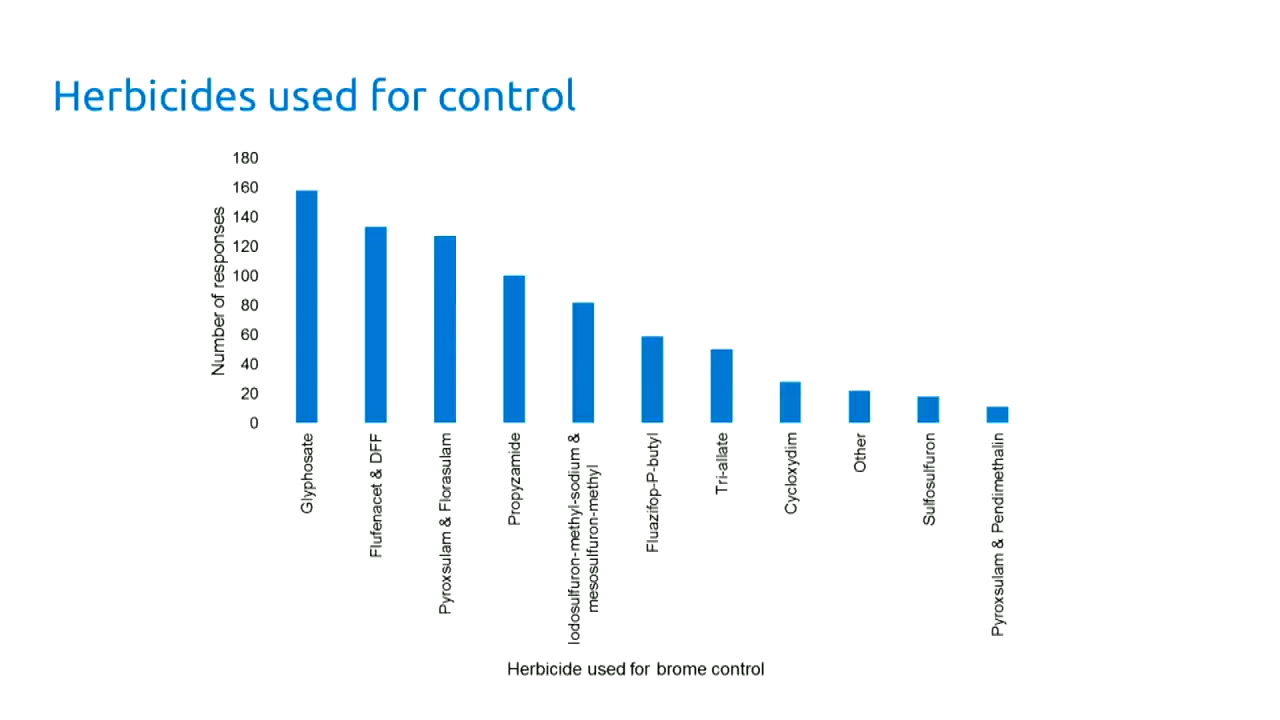 Herbicides used for control
Number of responses
180
160
140
120
100
80
60
40
20
0
Glyphosate
Flufenacet & DFF
Pyroxsulam & Florasulam
Propyzamide
Iodosulfuron-methyl-sodium &
mesosulfuron-methyl
Fluazifop-P-butyl
Tri-allate
Cycloxydim
Other
Sulfosulfuron
Pyroxsulam & Pendimethalin
Herbicide used for brome control